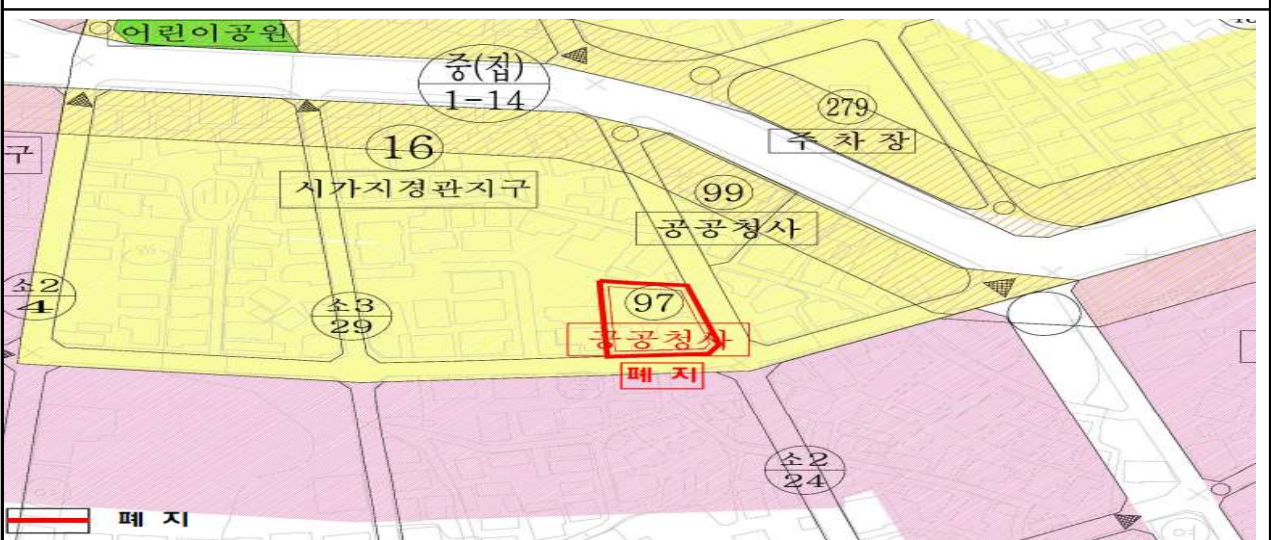 어린이공원
중(집)
1-14
279
주 차 장
16
구
시가지경관지구
99
공공청사
소2
4
소3
29
97
공공청사
폐 지
소2
24
폐 지